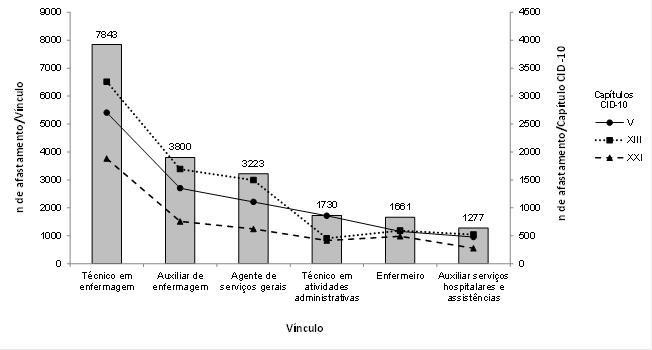 9000
8000
7000
6000
5000
4000
3000
2000
1000
0
n de afastamento/Vínculo
7843
3800
3223
1730
1661
1277
4500
4000
3500
3000
2500
2000
1500
1000
500
0
n de afastamento/Capítulo CID-10
Capítulos
CID-10
V
XIII
XXI
Técnico em
enfermagem
Auxiliar de
enfermagem
Agente de
serviços gerais
Técnico em
atividades
administrativas
Enfermeiro
Auxiliar serviços
hospitalares e
assistências
Vínculo